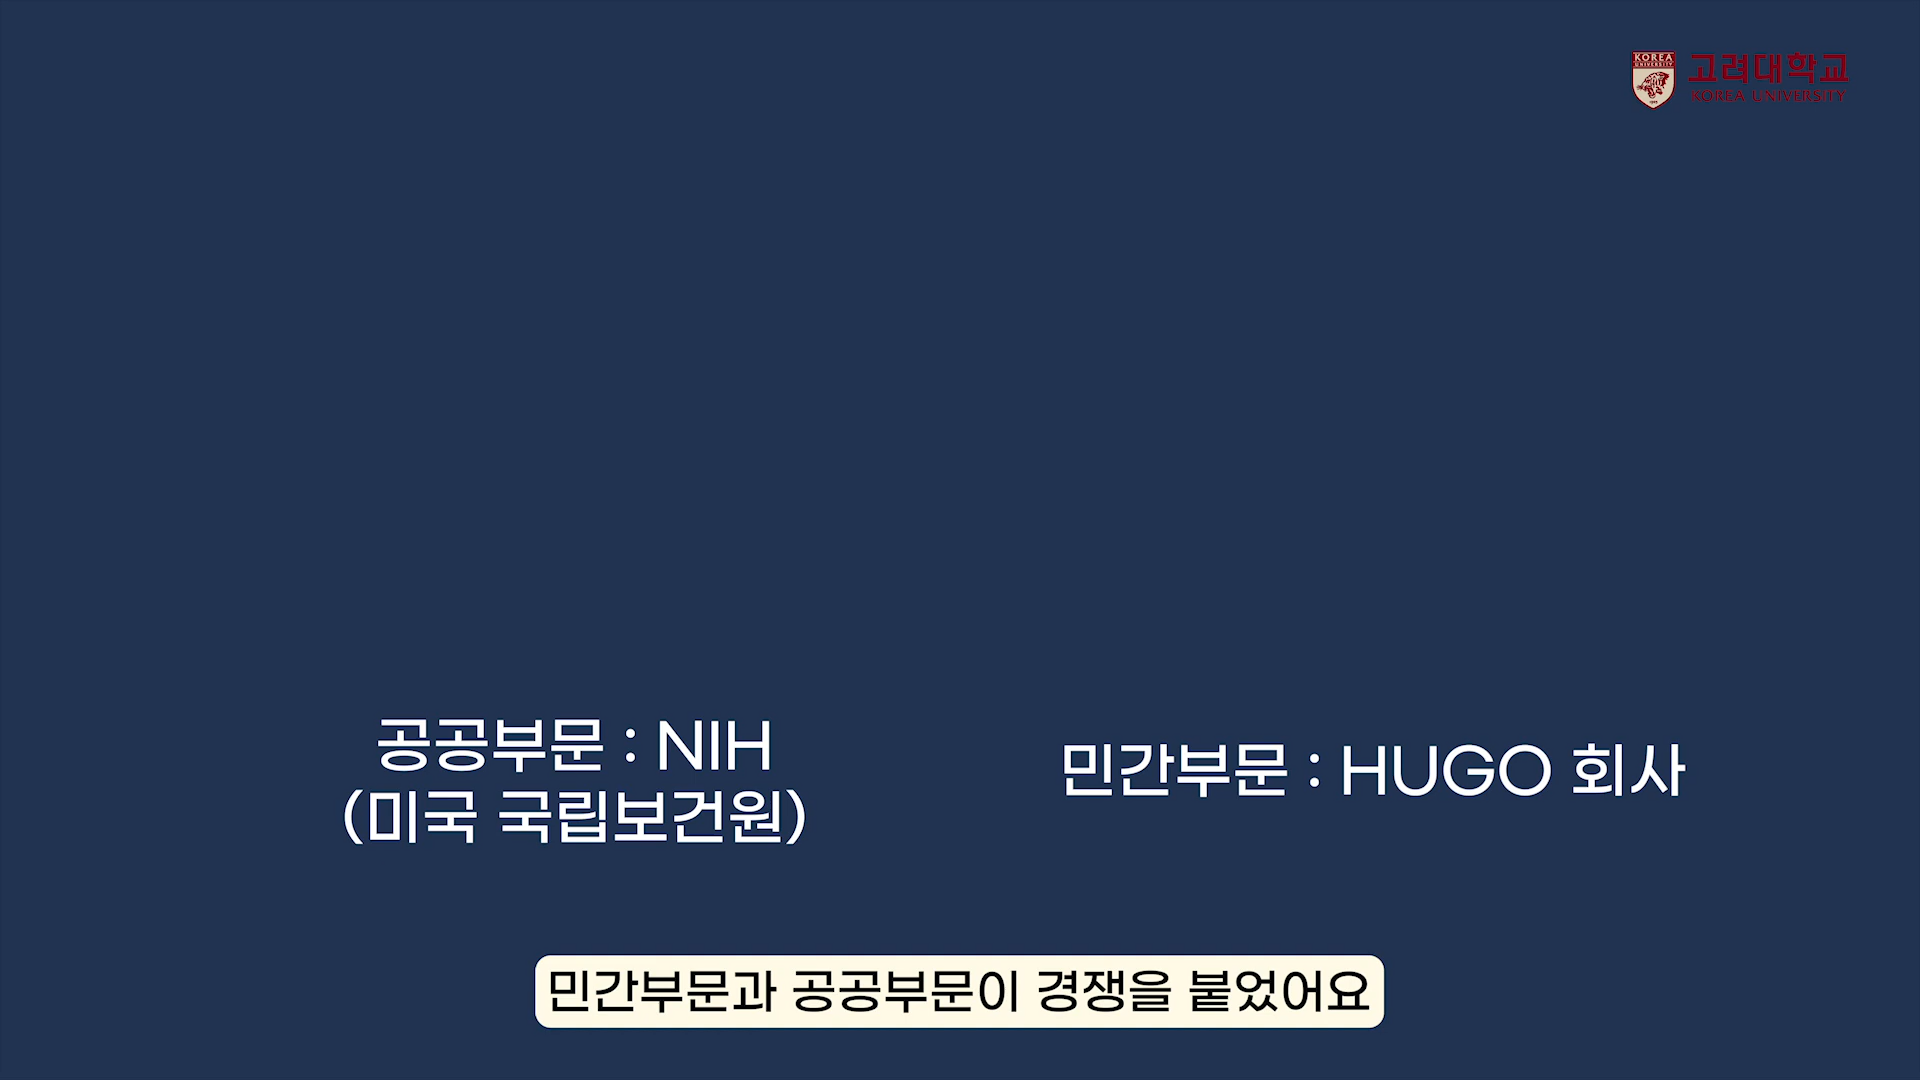 KOREA
UNIVERSITY
고려대학교
KOREA UNIVERSITY
공공부문 : NIH
(미국 국립보건원)
민간부문 : HUGO 회사
민간부문과 공공부문이 경쟁을 붙었어요